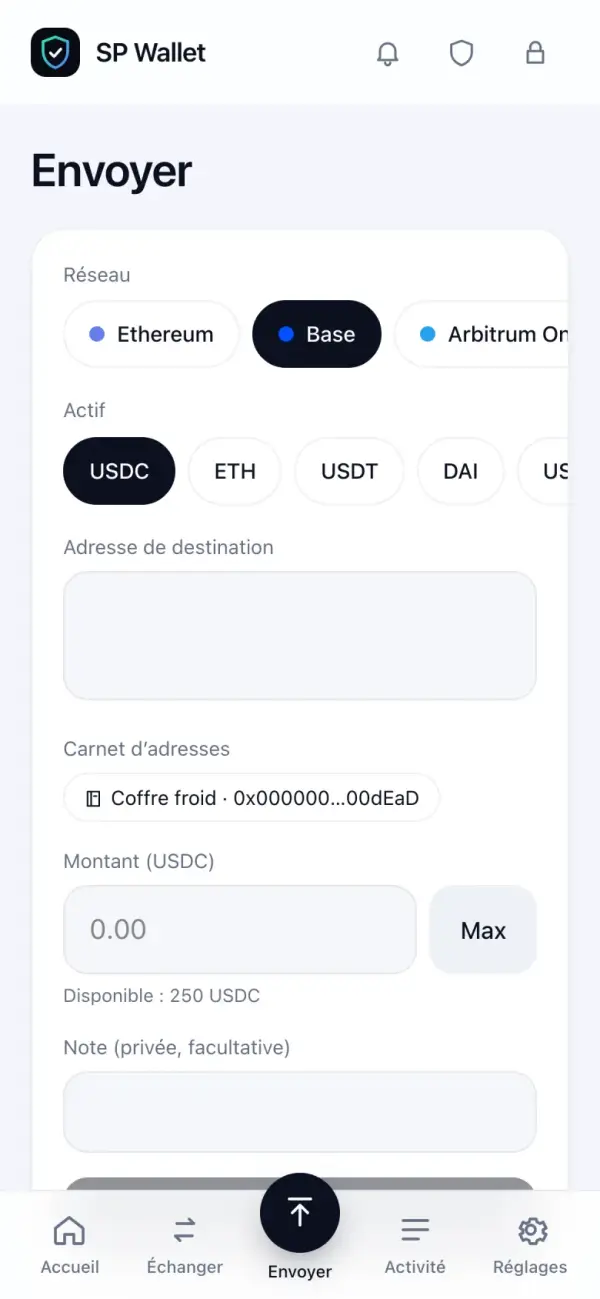 SP Wallet
Envoyer
Réseau
Ethereum
Base
Arbitrum On
Actif
USDC
ETH
USDT
DAI
US
Adresse de destination
Carnet d’adresses
Coffre froid · 0x000000...00dEaD
Montant (USDC)
0.00
Max
Disponible : 250 USDC
Note (privée, facultative)
Accueil
Échanger
Envoyer
Activité
Réglages